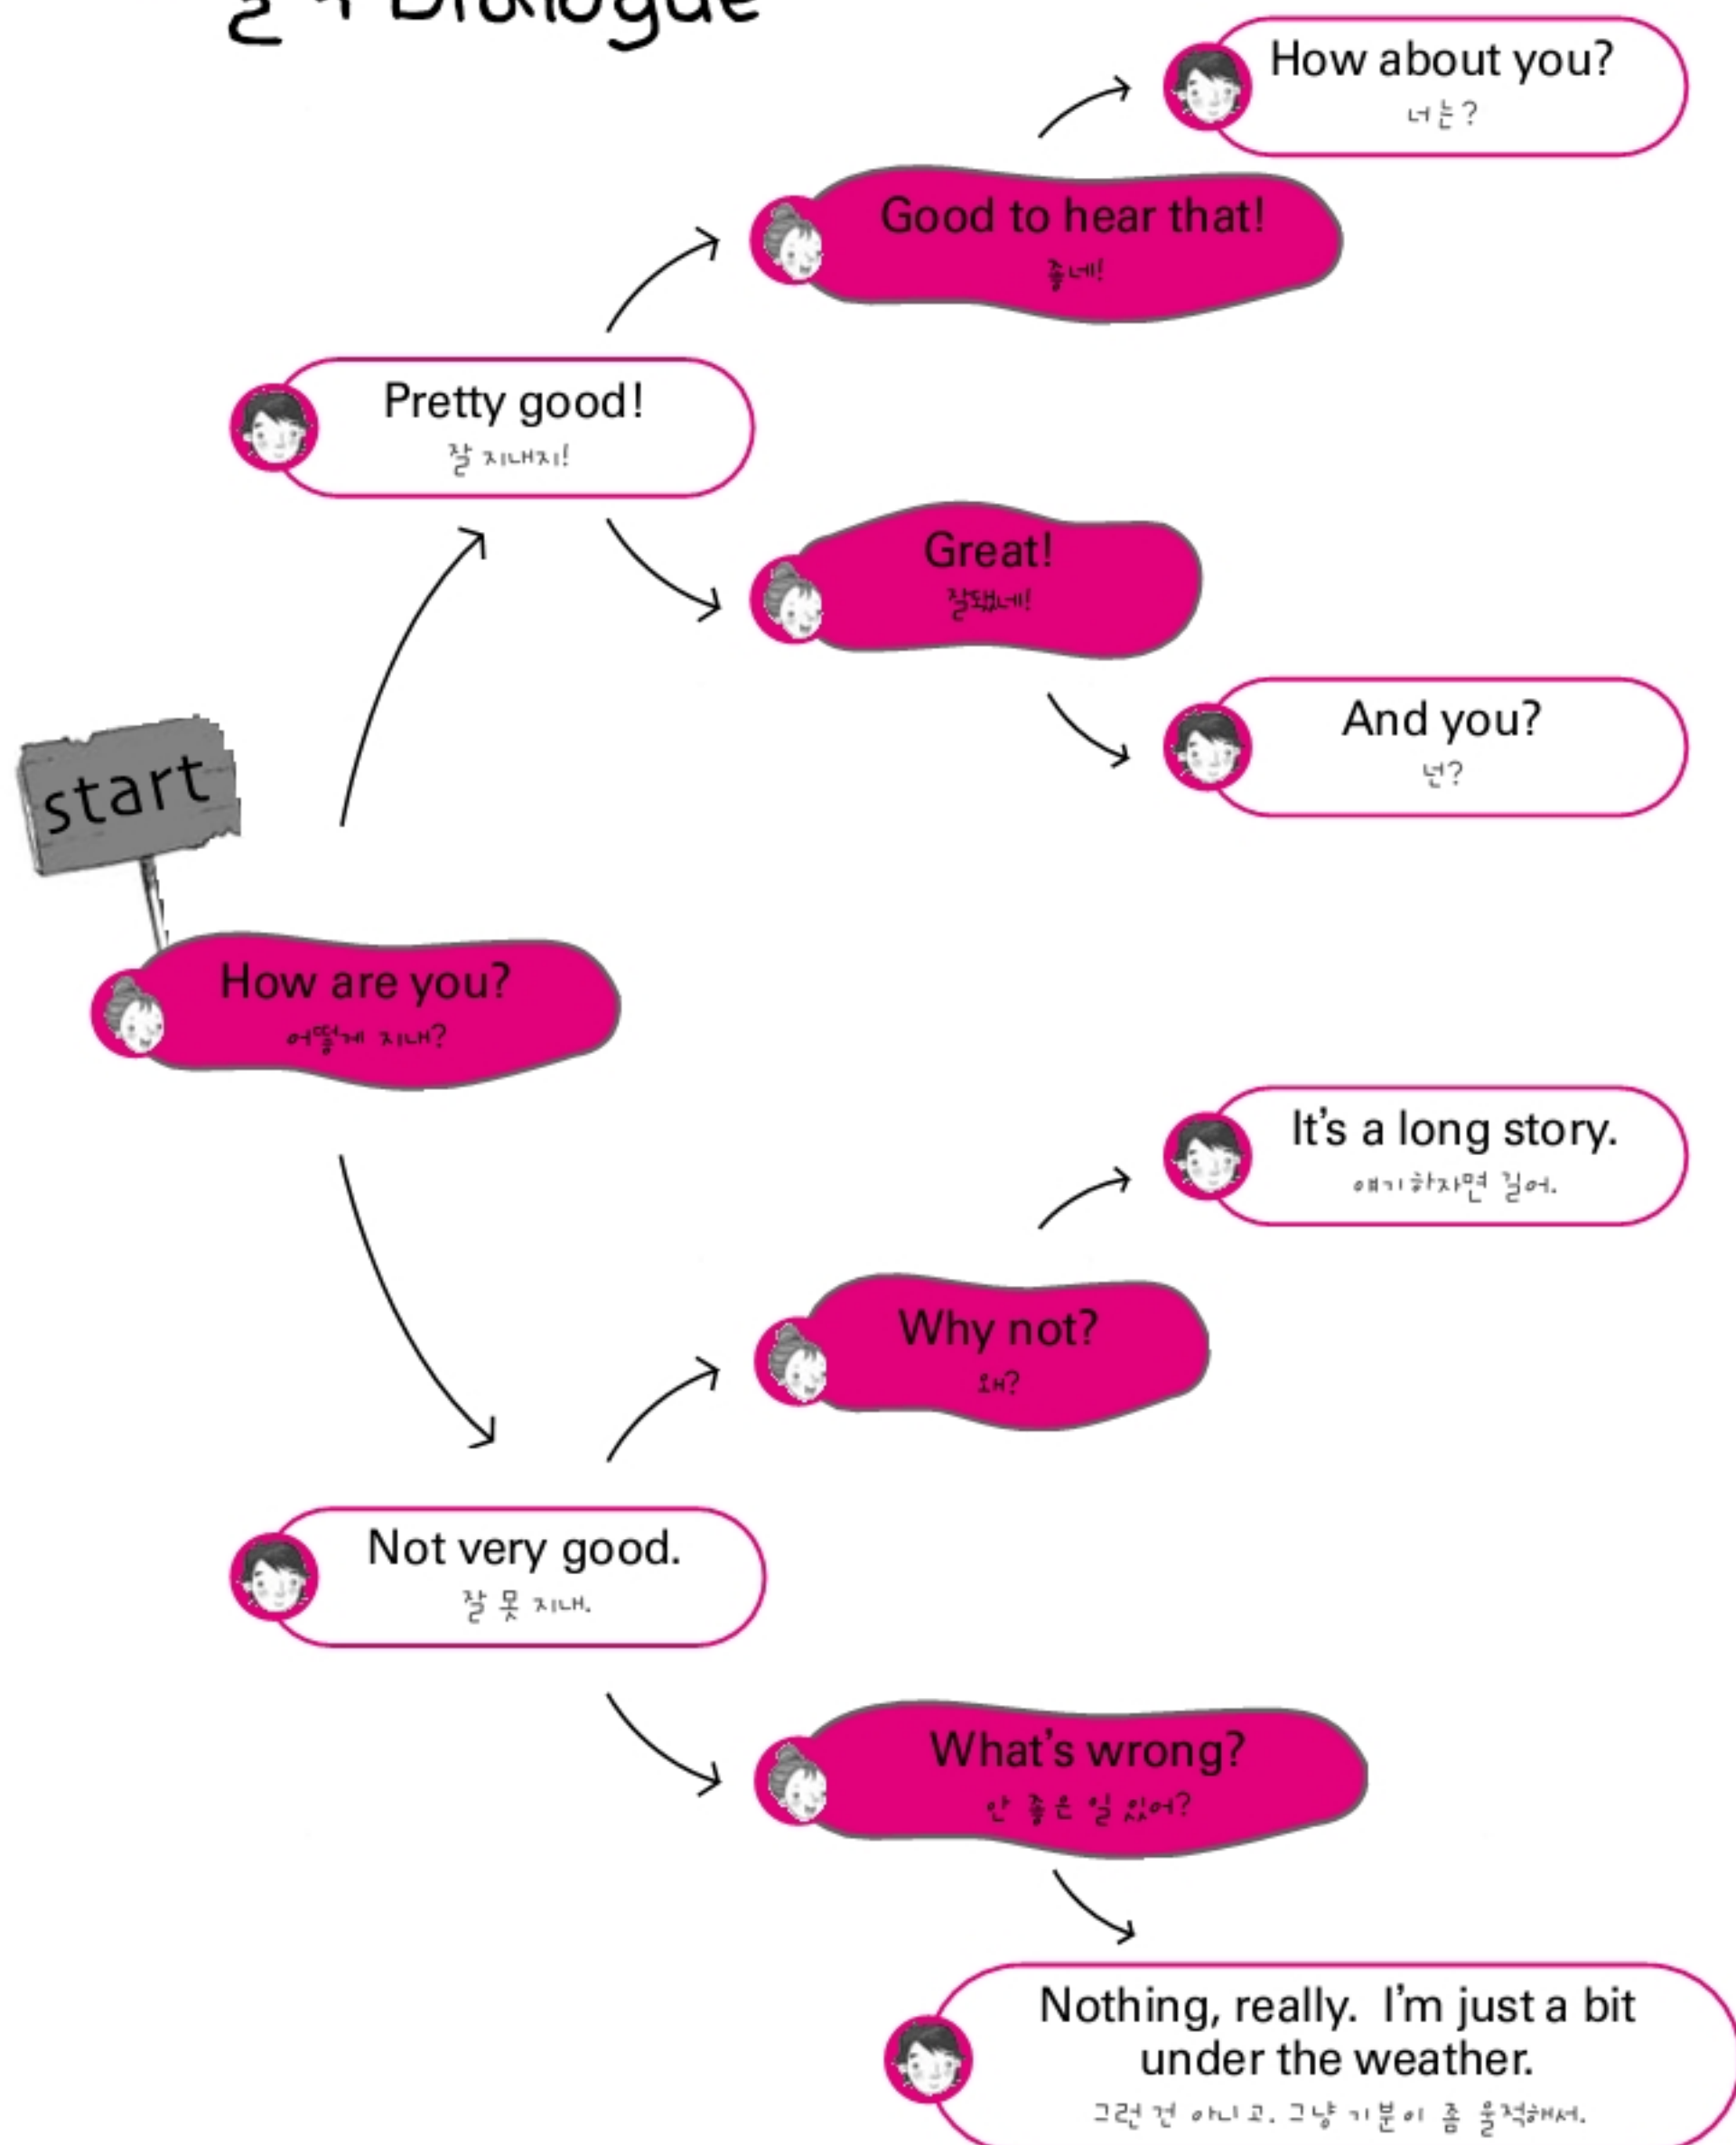 Dialogue
How about you?
너는?
Good to hear that!
좋네!
Pretty good!
잘 지내지!
Great!
잘됐네!
And you?
넌?
start
How are you?
어떻게 지내?
It's a long story.
얘기하자면 길어.
Why not?
왜?
Not very good.
잘 못 지내.
What's wrong?
안 좋은 일 있어?
Nothing, really. I'm just a bit
under the weather.
그런 건 아니고. 그냥 기분이 좀 울적해서.